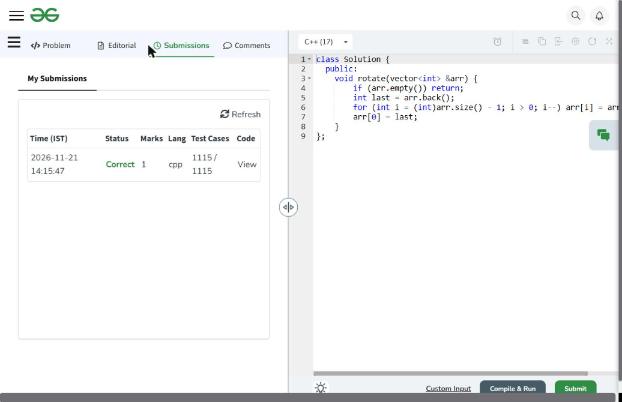 Problem
Editorial
Submissions
Comments
My Submissions
Refresh
Time (IST) Status Marks Lang Test Cases Code
2026-11-21 14:15:47 Correct 1 cpp 1115 / 1115 View
C++ (17)
1 class Solution {
2 public:
3 void rotate(vector<int> &arr) {
4 if (arr.empty()) return;
5 int last = arr.back();
6 for (int i = (int)arr.size() - 1; i > 0; i--) arr[i] = arr
7 arr[0] = last;
8 }
9 };
Custom Input
Compile & Run
Submit